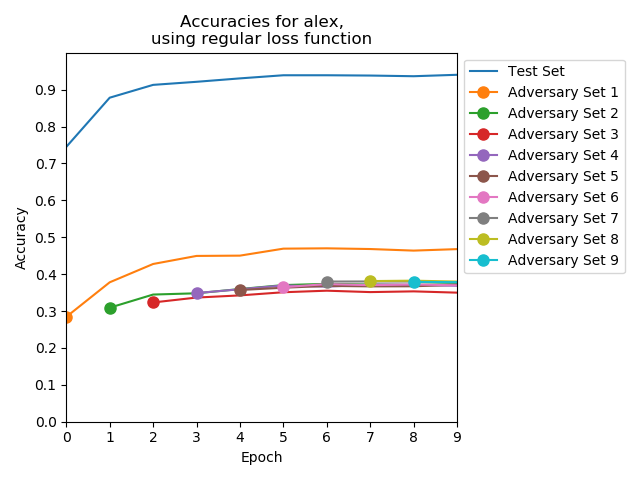 Accuracies for alex,
using regular loss function
Accuracy
0.9
0.8
0.7
0.6
0.5
0.4
0.3
0.2
0.1
0.0
0 1 2 3 4 5 6 7 8 9
Epoch
Test Set
Adversary Set 1
Adversary Set 2
Adversary Set 3
Adversary Set 4
Adversary Set 5
Adversary Set 6
Adversary Set 7
Adversary Set 8
Adversary Set 9